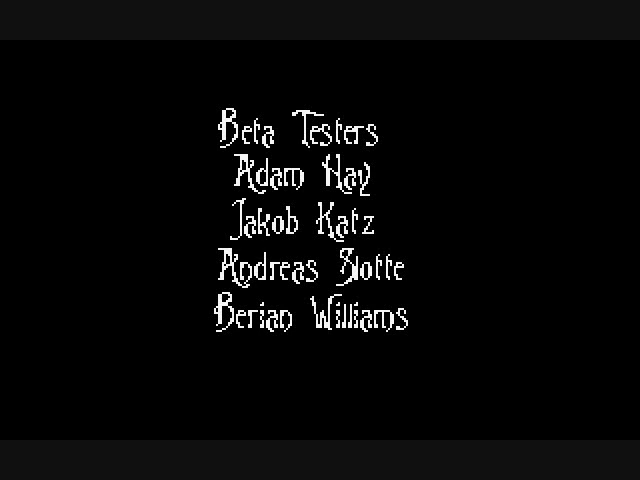 Beta Testers
Adam Hay
Jakob Katz
Andreas Slotte
Berian Williams